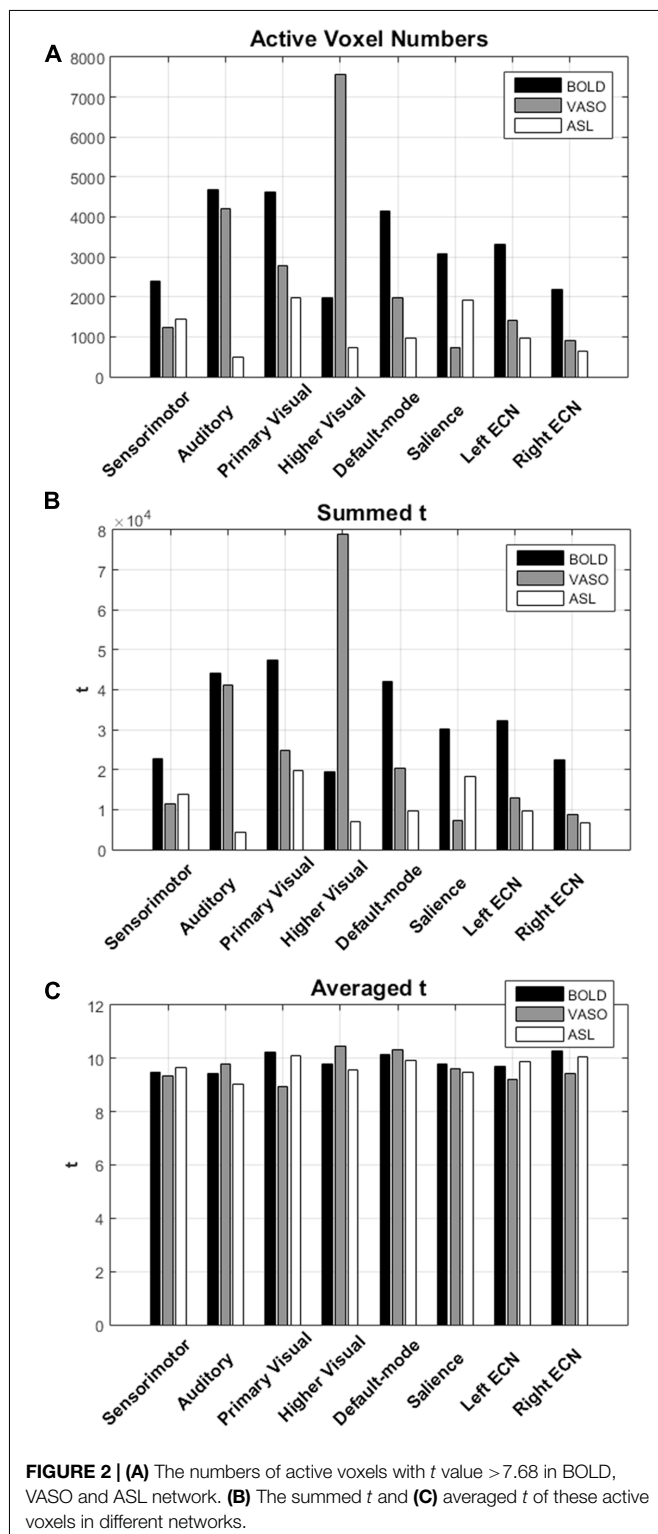 A
Active Voxel Numbers
8000
7000
6000
5000
4000
3000
2000
1000
0
BOLD
VASO
ASL
Sensorimotor
Auditory
Primary Visual
Higher Visual
Default-mode
Salience
Left ECN
Right ECN
B
Summed t
× 10⁴
8
7
6
5
4
3
2
1
0
t
BOLD
VASO
ASL
Sensorimotor
Auditory
Primary Visual
Higher Visual
Default-mode
Salience
Left ECN
Right ECN
C
Averaged t
12
10
8
6
4
2
0
t
BOLD
VASO
ASL
Sensorimotor
Auditory
Primary Visual
Higher Visual
Default-mode
Salience
Left ECN
Right ECN
FIGURE 2 | (A) The numbers of active voxels with t value >7.68 in BOLD,
VASO and ASL network. (B) The summed t and (C) averaged t of these active
voxels in different networks.